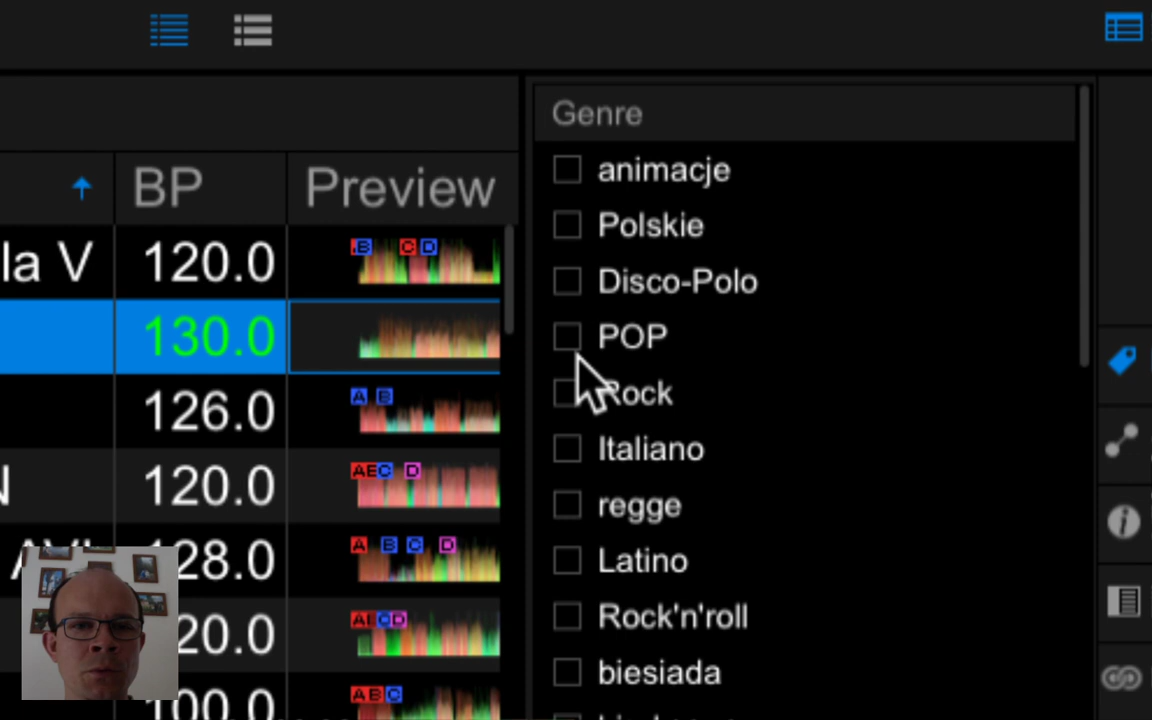 Genre
BP Preview
animacje
Polskie
Disco-Polo
POP
Rock
Italiano
regge
Latino
Rock'n'roll
biesiada
la V 120.0 B C D
130.0
126.0 A B
N 120.0 A E C D
128.0 A B C D
20.0 A C D
100.0 A B C